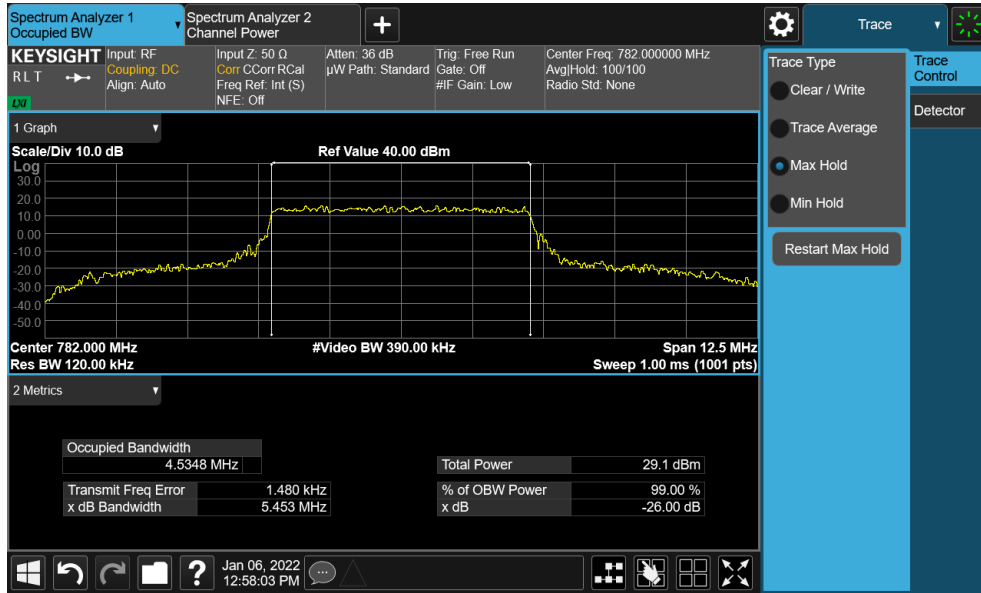 Spectrum Analyzer 1
Occupied BW
Spectrum Analyzer 2
Channel Power
+
Trace
KEYSIGHT
RLT
LXI
Input: RF
Coupling: DC
Align: Auto
Input Z: 50 Ω
Corr CCorr RCal
Freq Ref: Int (S)
NFE: Off
Atten: 36 dB
µW Path: Standard
Trig: Free Run
Gate: Off
#IF Gain: Low
Center Freq: 782.000000 MHz
Avg|Hold: 100/100
Radio Std: None
Trace Type
Clear / Write
Trace Average
Max Hold
Min Hold
Restart Max Hold
Trace Control
Detector
1 Graph
Scale/Div 10.0 dB
Ref Value 40.00 dBm
Log
30.0
20.0
10.0
0.00
-10.0
-20.0
-30.0
-40.0
-50.0
Center 782.000 MHz
#Video BW 390.00 kHz
Span 12.5 MHz
Res BW 120.00 kHz
Sweep 1.00 ms (1001 pts)
2 Metrics
Occupied Bandwidth
4.5348 MHz
Total Power 29.1 dBm
Transmit Freq Error 1.480 kHz
% of OBW Power 99.00 %
x dB Bandwidth 5.453 MHz
x dB -26.00 dB
?
Jan 06, 2022
12:58:03 PM